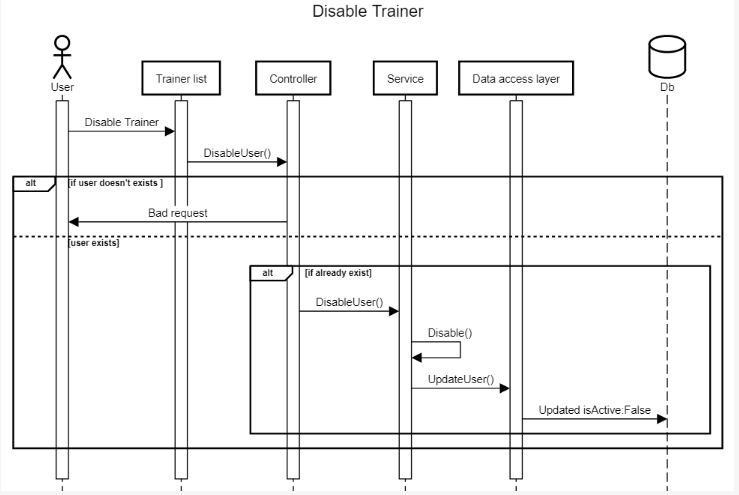 Disable Trainer
User
Trainer list
Controller
Service
Data access layer
Db
Disable Trainer
DisableUser()
alt
[if user doesn't exists ]
Bad request
[user exists]
alt
[if already exist]
DisableUser()
Disable()
UpdateUser()
Updated isActive:False